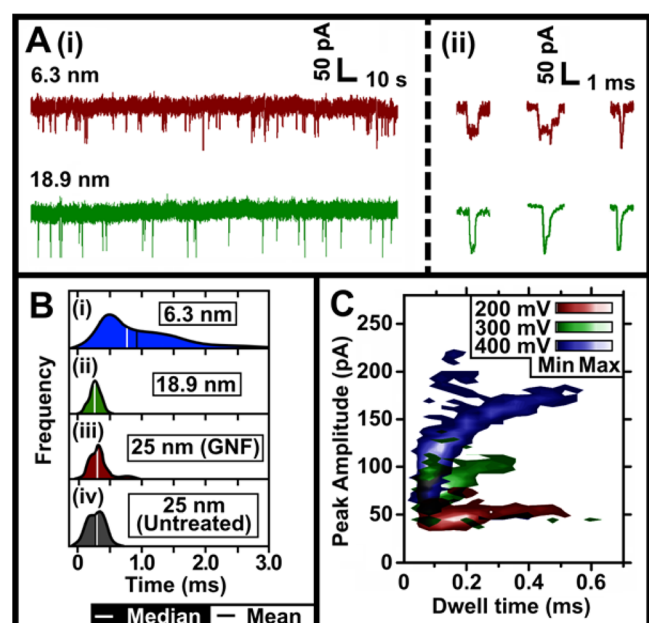 A (i)
50 pA
10 s
6.3 nm
18.9 nm
(ii)
50 pA
1 ms
B
(i)
6.3 nm
(ii)
18.9 nm
(iii)
25 nm (GNF)
(iv)
25 nm
(Untreated)
Frequency
0 1.0 2.0 3.0
Time (ms)
Median Mean
C
200 mV
300 mV
400 mV
Min Max
Peak Amplitude (pA)
250
200
150
100
50
0
0 0.2 0.4 0.6
Dwell time (ms)